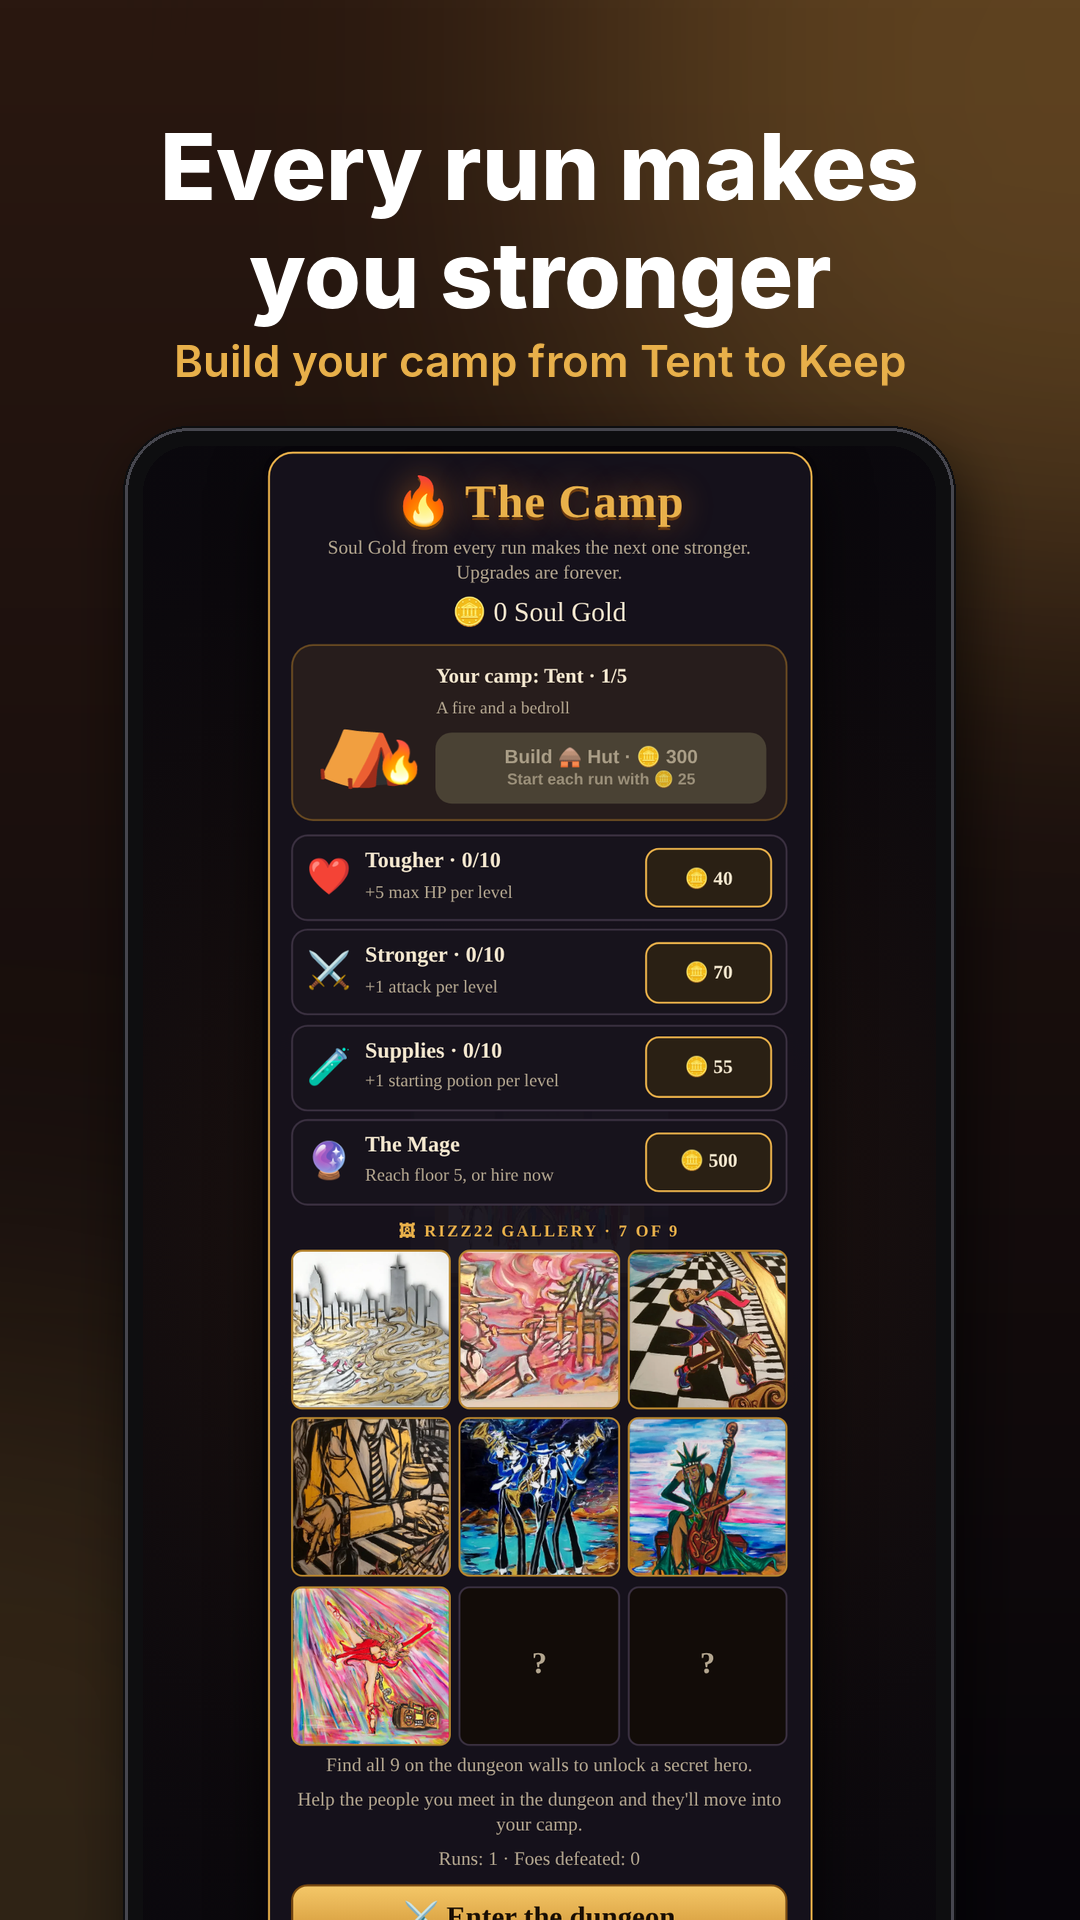 Every run makes
you stronger
Build your camp from Tent to Keep
🔥 The Camp
Soul Gold from every run makes the next one stronger.
Upgrades are forever.
🪙 0 Soul Gold
Your camp: Tent · 1/5
A fire and a bedroll
Build 🛖 Hut · 🪙 300
Start each run with 🪙 25
Tougher · 0/10
+5 max HP per level
🪙 40
Stronger · 0/10
+1 attack per level
🪙 70
Supplies · 0/10
+1 starting potion per level
🪙 55
The Mage
Reach floor 5, or hire now
🪙 500
🖼 RIZZ22 GALLERY · 7 OF 9
?
?
Find all 9 on the dungeon walls to unlock a secret hero.
Help the people you meet in the dungeon and they'll move into
your camp.
Runs: 1 · Foes defeated: 0
⚔️ Enter the dungeon